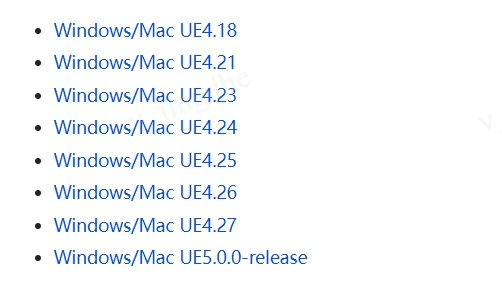 Windows/Mac UE4.18
Windows/Mac UE4.21
Windows/Mac UE4.23
Windows/Mac UE4.24
Windows/Mac UE4.25
Windows/Mac UE4.26
Windows/Mac UE4.27
Windows/Mac UE5.0.0-release